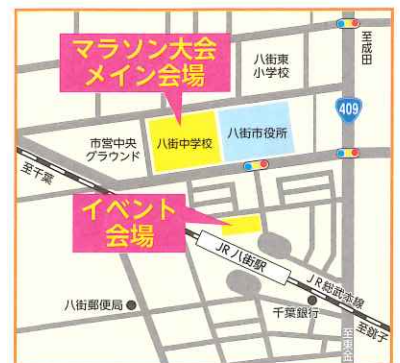 マラソン大会
メイン会場
八街東
小学校
至成田
409
市営中央
グラウンド
八街中学校
八街市役所
至千葉
イベント
会場
JR 八街駅
JR総武本線
八街郵便局
千葉銀行
至銚子
至東金